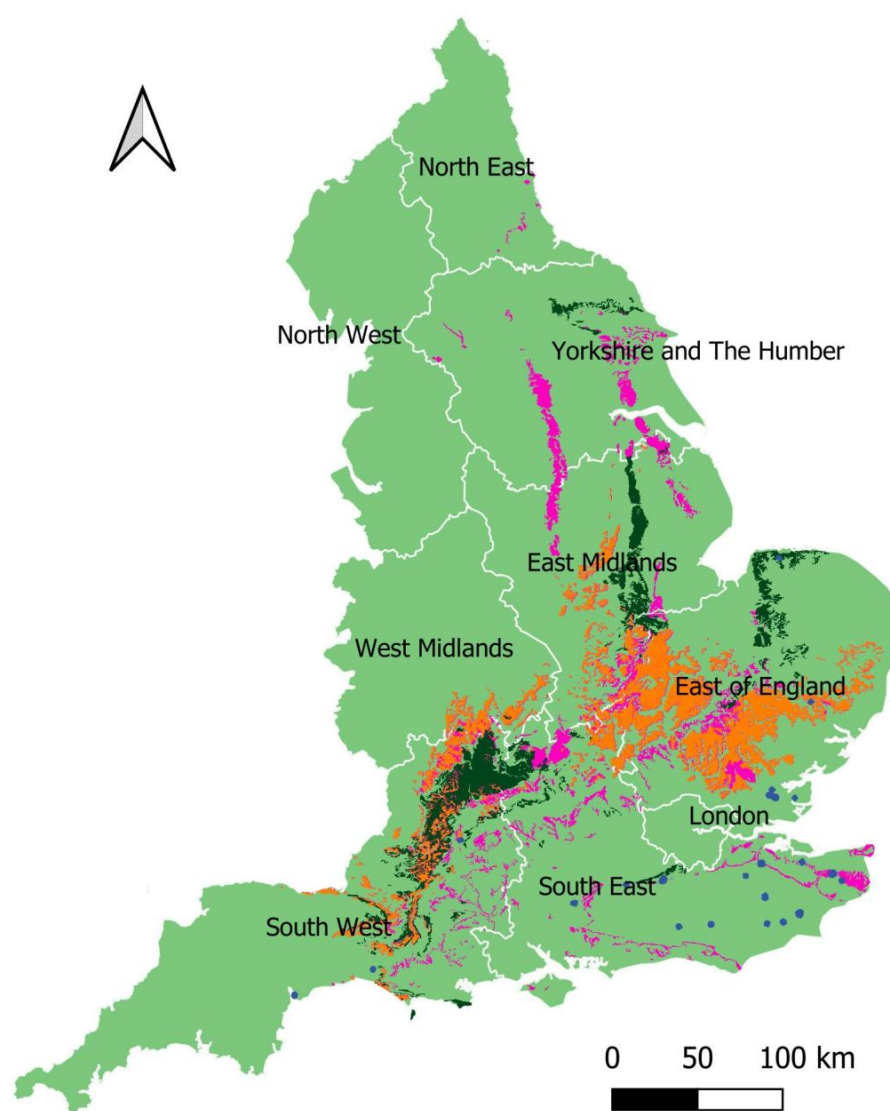 North East
North West
Yorkshire and The Humber
East Midlands
West Midlands
East of England
London
South East
South West
0 50 100 km